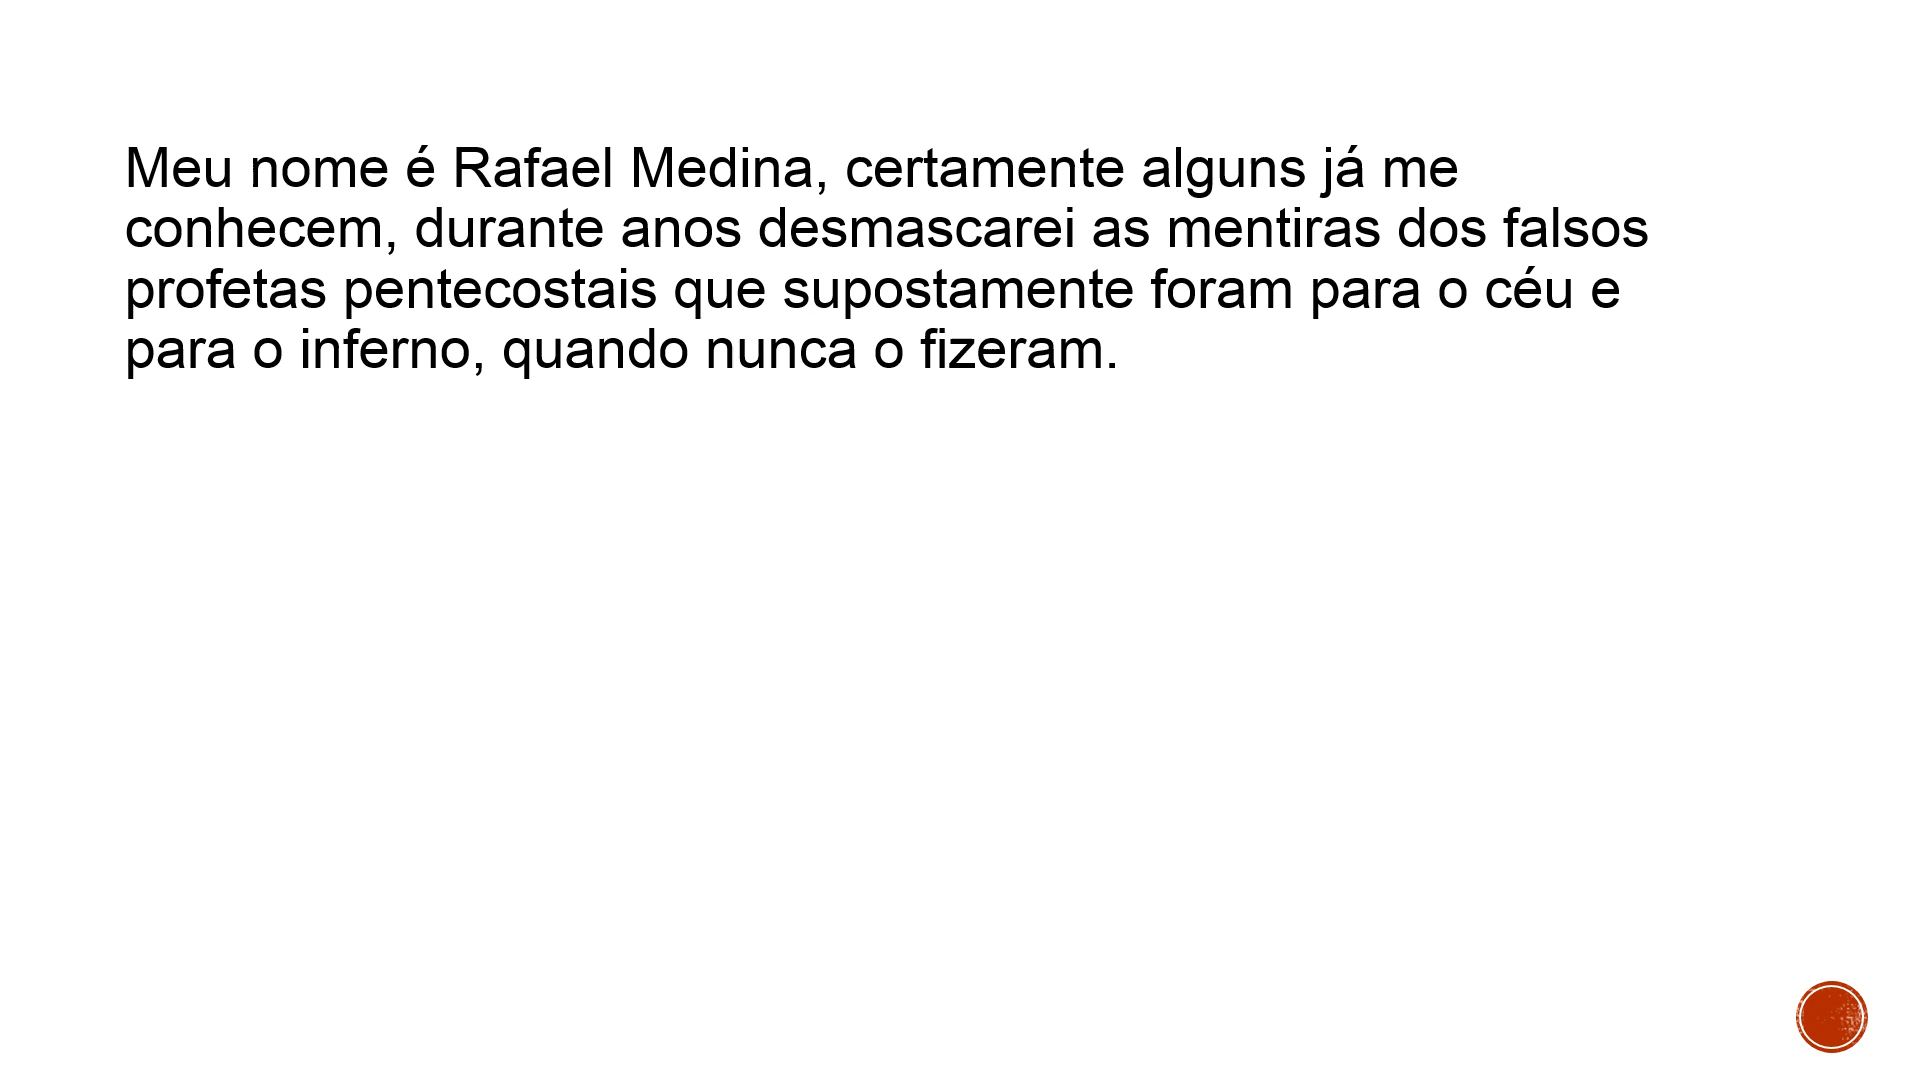 Meu nome é Rafael Medina, certamente alguns já me
conhecem, durante anos desmascarei as mentiras dos falsos
profetas pentecostais que supostamente foram para o céu e
para o inferno, quando nunca o fizeram.